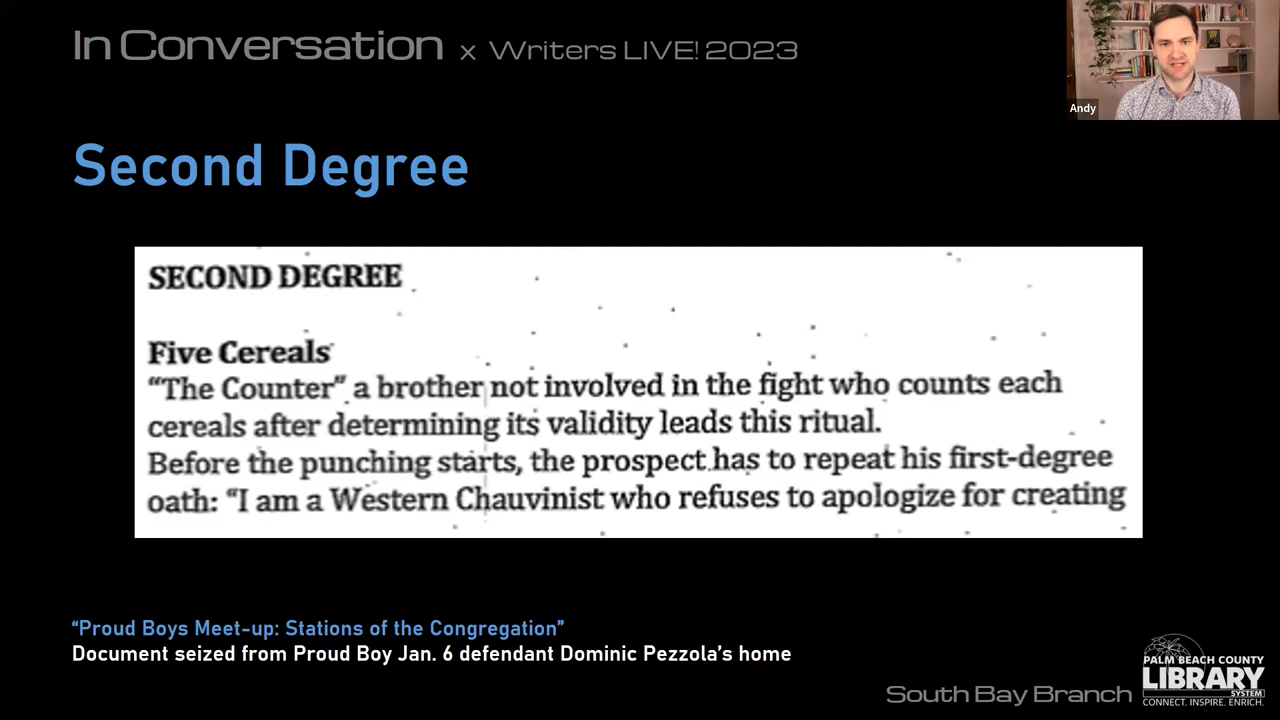 In Conversation x Writers LIVE! 2023
Andy
Second Degree
SECOND DEGREE
Five Cereals
“The Counter” a brother not involved in the fight who counts each
cereals after determining its validity leads this ritual.
Before the punching starts, the prospect has to repeat his first-degree
oath: “I am a Western Chauvinist who refuses to apologize for creating
“Proud Boys Meet-up: Stations of the Congregation”
Document seized from Proud Boy Jan. 6 defendant Dominic Pezzola’s home
South Bay Branch
PALM BEACH COUNTY
LIBRARY
SYSTEM
CONNECT. INSPIRE. ENRICH.